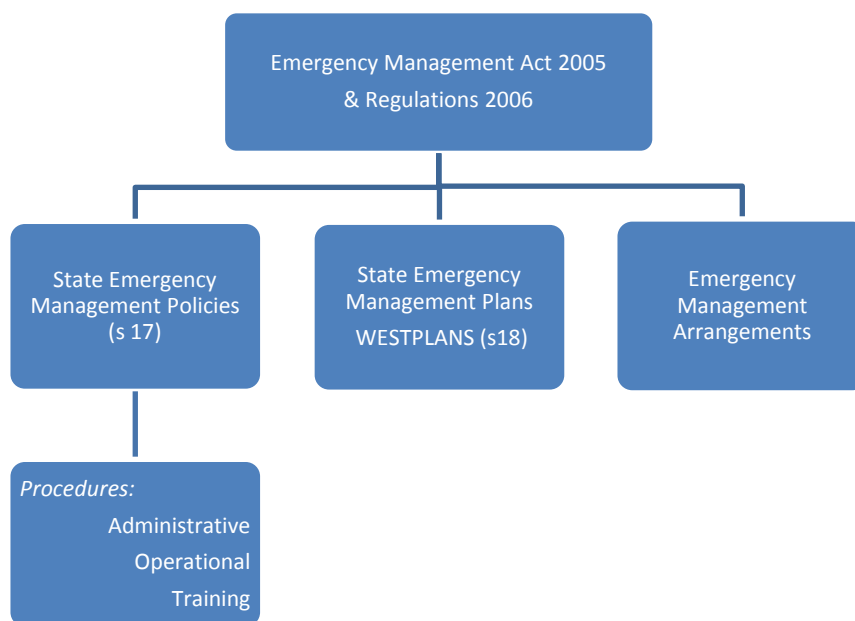 Emergency Management Act 2005
& Regulations 2006
State Emergency
Management Policies
(s 17)
State Emergency
Management Plans
WESTPLANS (s18)
Emergency
Management
Arrangements
Procedures:
Administrative
Operational
Training